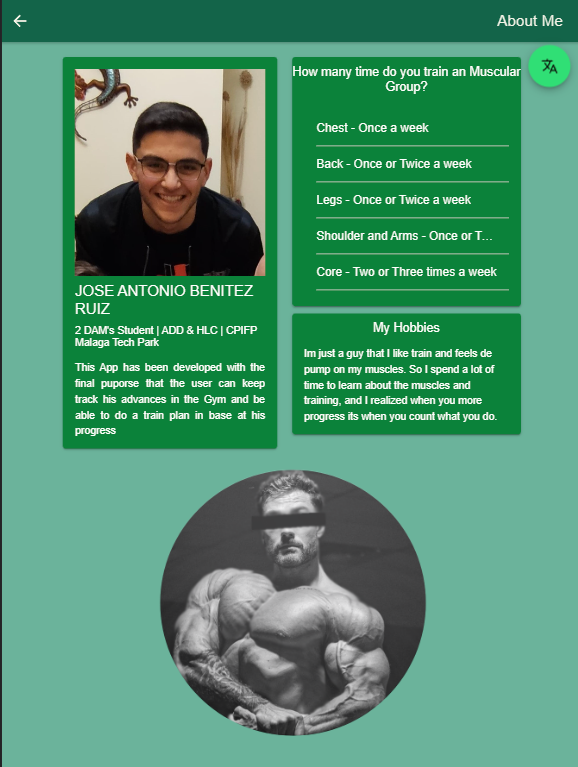 About Me
JOSE ANTONIO BENITEZ
RUIZ
2 DAM's Student | ADD & HLC | CPIFP
Malaga Tech Park
This App has been developed with the
final puporse that the user can keep
track his advances in the Gym and be
able to do a train plan in base at his
progress
How many time do you train an Muscular
Group?
Chest - Once a week
Back - Once or Twice a week
Legs - Once or Twice a week
Shoulder and Arms - Once or T...
Core - Two or Three times a week
My Hobbies
Im just a guy that I like train and feels de
pump on my muscles. So I spend a lot of
time to learn about the muscles and
training, and I realized when you more
progress its when you count what you do.